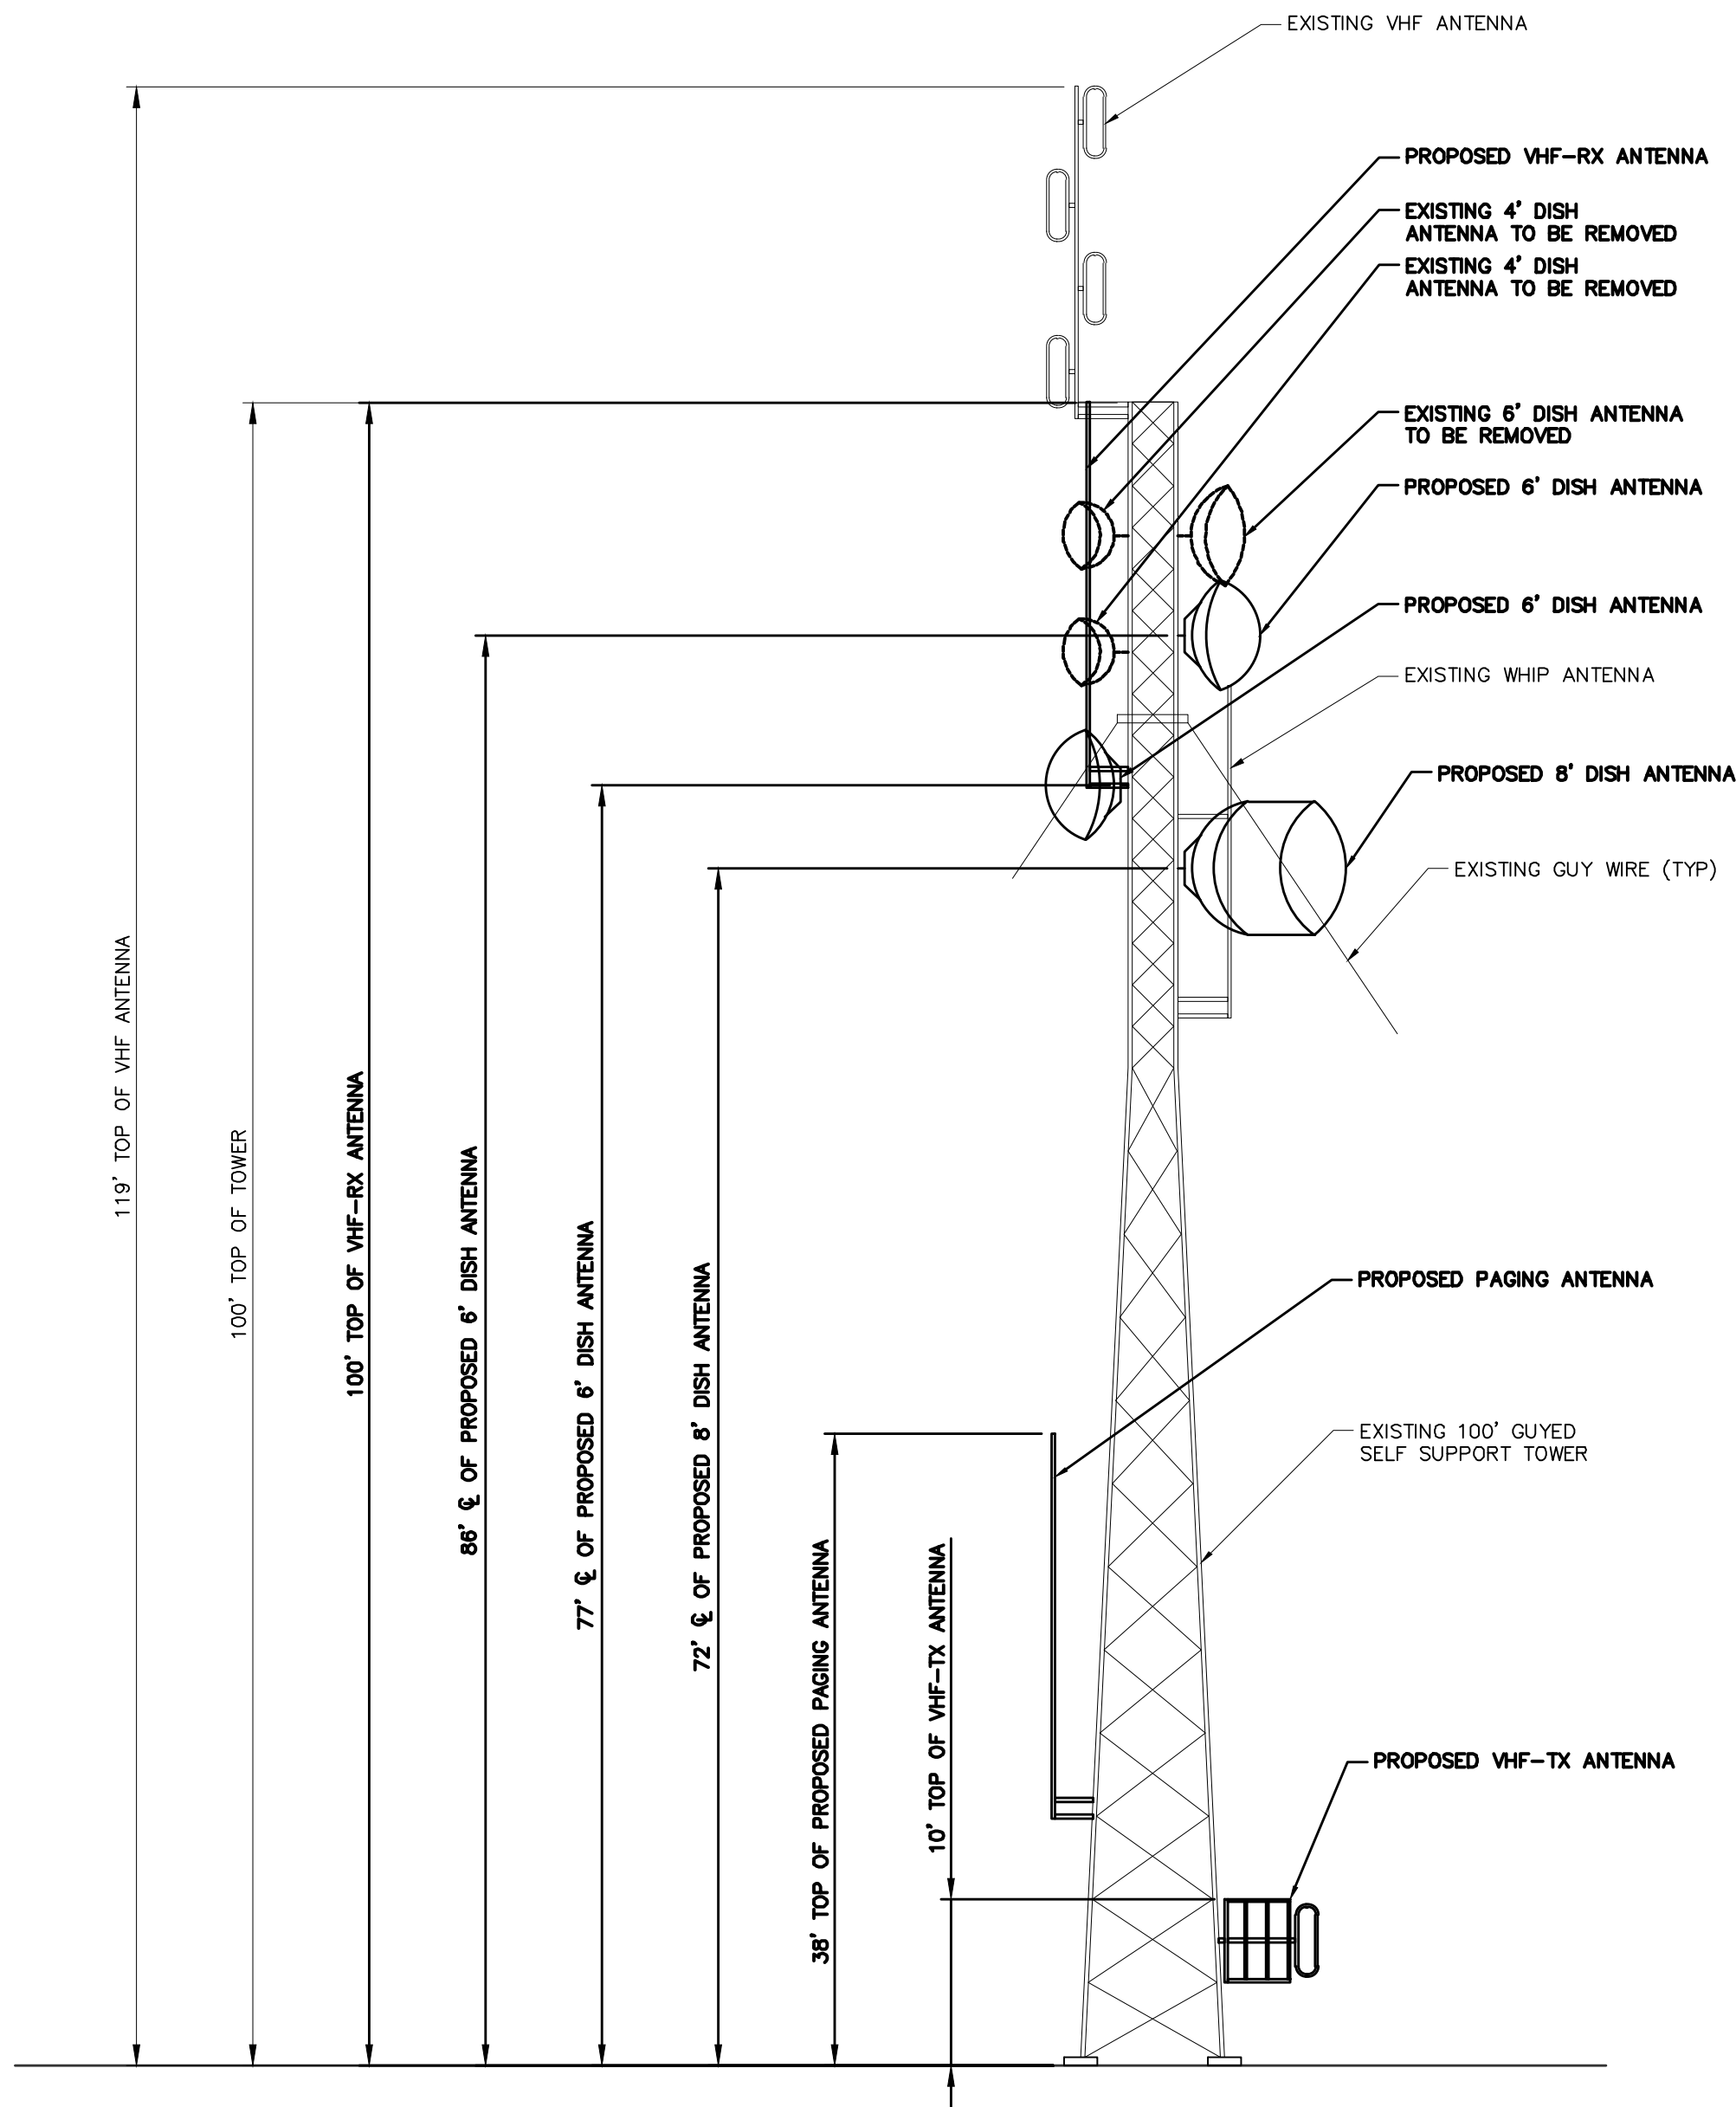 EXISTING VHF ANTENNA
PROPOSED VHF-RX ANTENNA
EXISTING 4' DISH
ANTENNA TO BE REMOVED
EXISTING 4' DISH
ANTENNA TO BE REMOVED
EXISTING 6' DISH ANTENNA
TO BE REMOVED
PROPOSED 6' DISH ANTENNA
PROPOSED 6' DISH ANTENNA
EXISTING WHIP ANTENNA
PROPOSED 8' DISH ANTENNA
EXISTING GUY WIRE (TYP)
119' TOP OF VHF ANTENNA
100' TOP OF TOWER
100' TOP OF VHF-RX ANTENNA
86' ℄ OF PROPOSED 6' DISH ANTENNA
77' ℄ OF PROPOSED 6' DISH ANTENNA
72' ℄ OF PROPOSED 8' DISH ANTENNA
38' TOP OF PROPOSED PAGING ANTENNA
10' TOP OF VHF-TX ANTENNA
PROPOSED PAGING ANTENNA
EXISTING 100' GUYED
SELF SUPPORT TOWER
PROPOSED VHF-TX ANTENNA